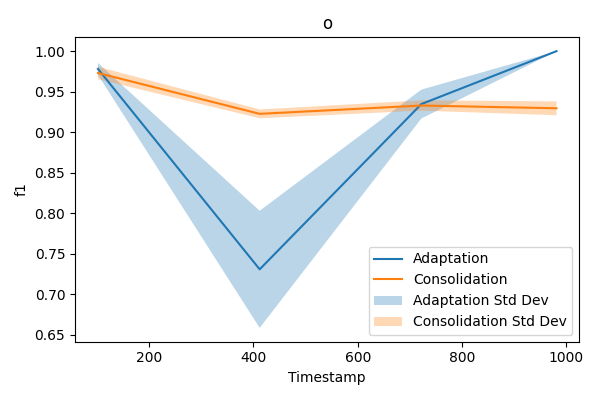 o
f1
1.00
0.95
0.90
0.85
0.80
0.75
0.70
0.65
Adaptation
Consolidation
Adaptation Std Dev
Consolidation Std Dev
200
400
600
800
1000
Timestamp